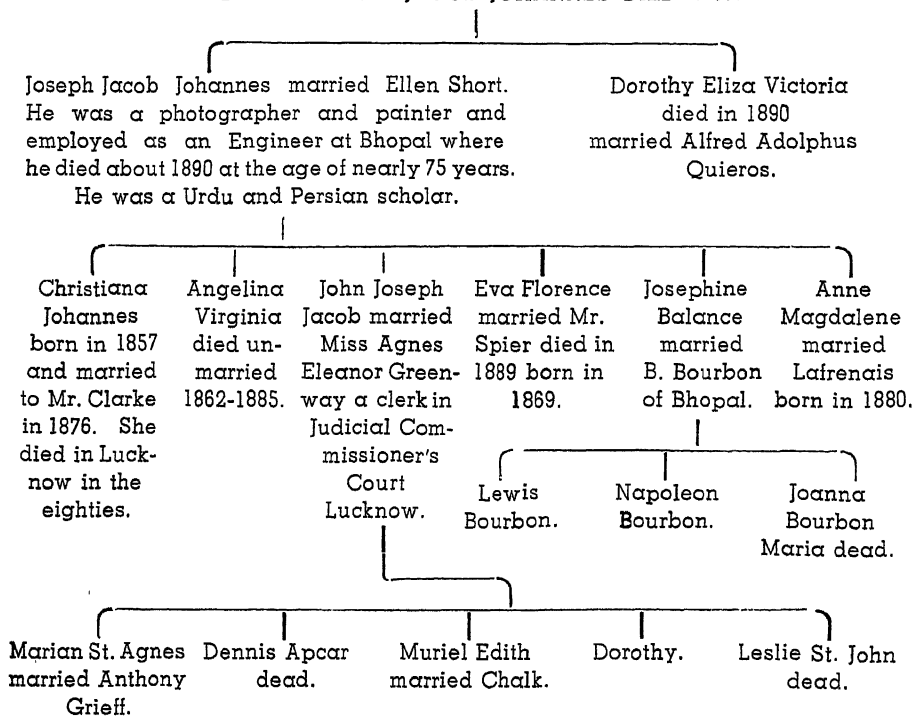 Joseph Jacob Johannes married Ellen Short.
He was a photographer and painter and
employed as an Engineer at Bhopal where
he died about 1890 at the age of nearly 75 years.
He was a Urdu and Persian scholar.
Dorothy Eliza Victoria
died in 1890
married Alfred Adolphus
Quieros.
Christiana
Johannes
born in 1857
and married
to Mr. Clarke
in 1876. She
died in Luck-
now in the
eighties.
Angelina
Virginia
died un-
married
1862-1885.
John Joseph
Jacob married
Miss Agnes
Eleanor Green-
way a clerk in
Judicial Com-
missioner's
Court
Lucknow.
Eva Florence
married Mr.
Spier died in
1889 born in
1869.
Josephine
Balance
married
B. Bourbon
of Bhopal.
Anne
Magdalene
married
Lafrenais
born in 1880.
Lewis
Bourbon.
Napoleon
Bourbon.
Joanna
Bourbon
Maria dead.
Marian St. Agnes
married Anthony
Grieff.
Dennis Apcar
dead.
Muriel Edith
married Chalk.
Dorothy.
Leslie St. John
dead.